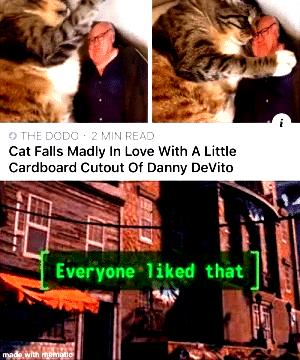 THE DODO · 2 MIN READ
Cat Falls Madly In Love With A Little
Cardboard Cutout Of Danny DeVito
[Everyone liked that]
made with mematic